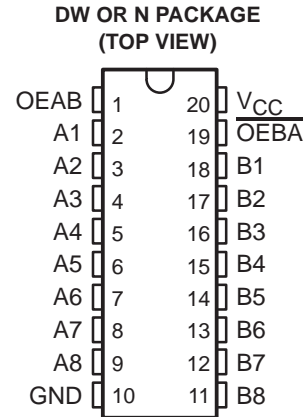 DW OR N PACKAGE
(TOP VIEW)
OEAB 1 20 VCC
A1 2 19 OEBA
A2 3 18 B1
A3 4 17 B2
A4 5 16 B3
A5 6 15 B4
A6 7 14 B5
A7 8 13 B6
A8 9 12 B7
GND 10 11 B8